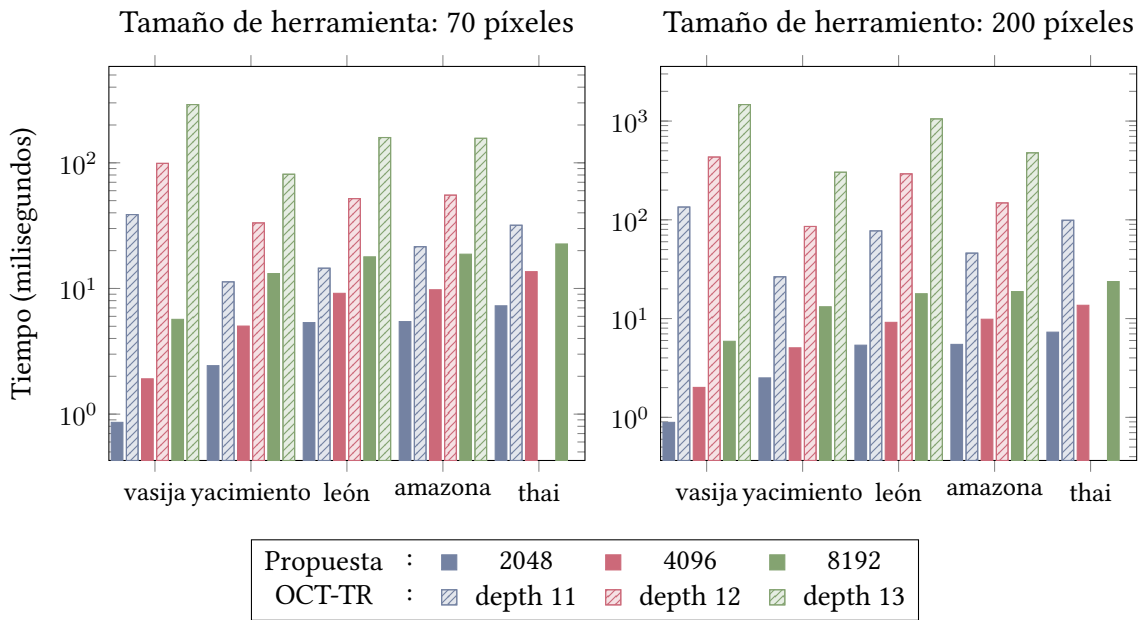 Tamaño de herramienta: 70 píxeles
Tamaño de herramiento: 200 píxeles
Tiempo (milisegundos)
10^2
10^1
10^0
vasija yacimiento león amazona thai
10^3
10^2
10^1
10^0
vasija yacimiento león amazona thai
Propuesta : 2048 4096 8192
OCT-TR : depth 11 depth 12 depth 13